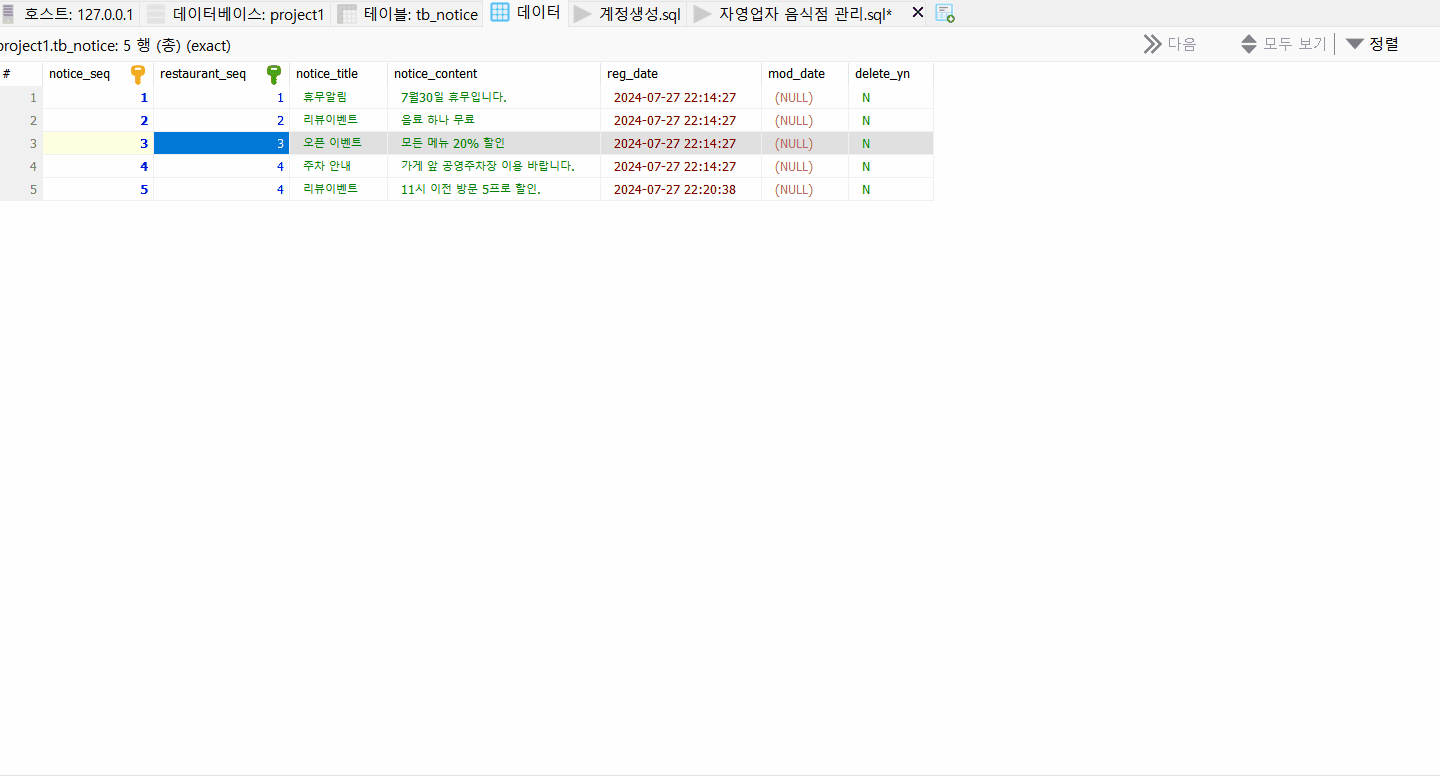 호스트: 127.0.0.1 데이터베이스: project1 테이블: tb_notice 데이터 계정생성.sql 자영업자 음식점 관리.sql*
project1.tb_notice: 5 행 (총) (exact) 다음 모두 보기 정렬
# notice_seq restaurant_seq notice_title notice_content reg_date mod_date delete_yn
1 1 1 휴무알림 7월30일 휴무입니다. 2024-07-27 22:14:27 (NULL) N
2 2 2 리뷰이벤트 음료 하나 무료 2024-07-27 22:14:27 (NULL) N
3 3 3 오픈 이벤트 모든 메뉴 20% 할인 2024-07-27 22:14:27 (NULL) N
4 4 4 주차 안내 가게 앞 공영주차장 이용 바랍니다. 2024-07-27 22:14:27 (NULL) N
5 5 4 리뷰이벤트 11시 이전 방문 5프로 할인. 2024-07-27 22:20:38 (NULL) N